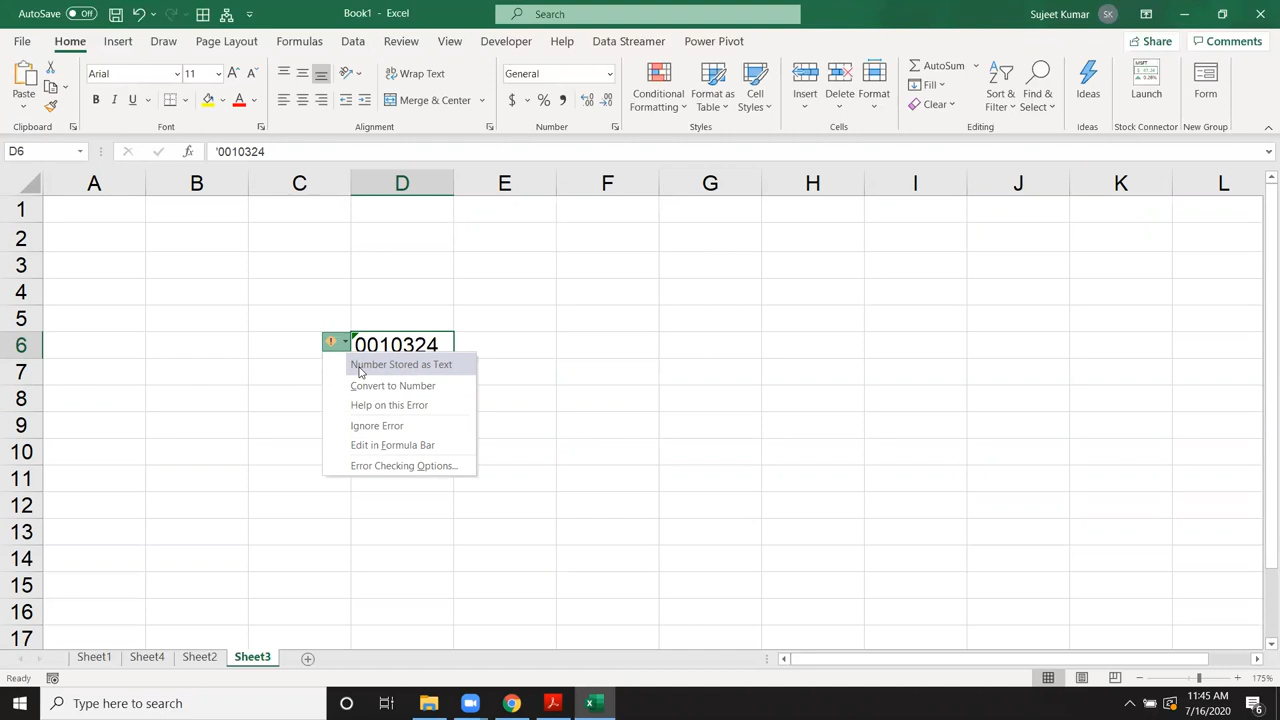 AutoSave Off Book1 - Excel Search Sujeet Kumar SK
File Home Insert Draw Page Layout Formulas Data Review View Developer Help Data Streamer Power Pivot Share Comments
Paste Arial 11 Wrap Text General Conditional Formatting Format as Table Cell Styles Insert Delete Format AutoSum Sort & Filter Find & Select Ideas Launch Form
Fill
B I U A Merge & Center $ % Clear
Clipboard Font Alignment Number Styles Cells Editing Ideas Stock Connector New Group
D6 fx '0010324
A B C D E F G H I J K L
1
2
3
4
5
6 0010324
7 Number Stored as Text
8 Convert to Number
Help on this Error
9 Ignore Error
10 Edit in Formula Bar
11 Error Checking Options...
12
13
14
15
16
17
Sheet1 Sheet4 Sheet2 Sheet3
Ready 175%
Type here to search 11:45 AM
7/16/2020 6